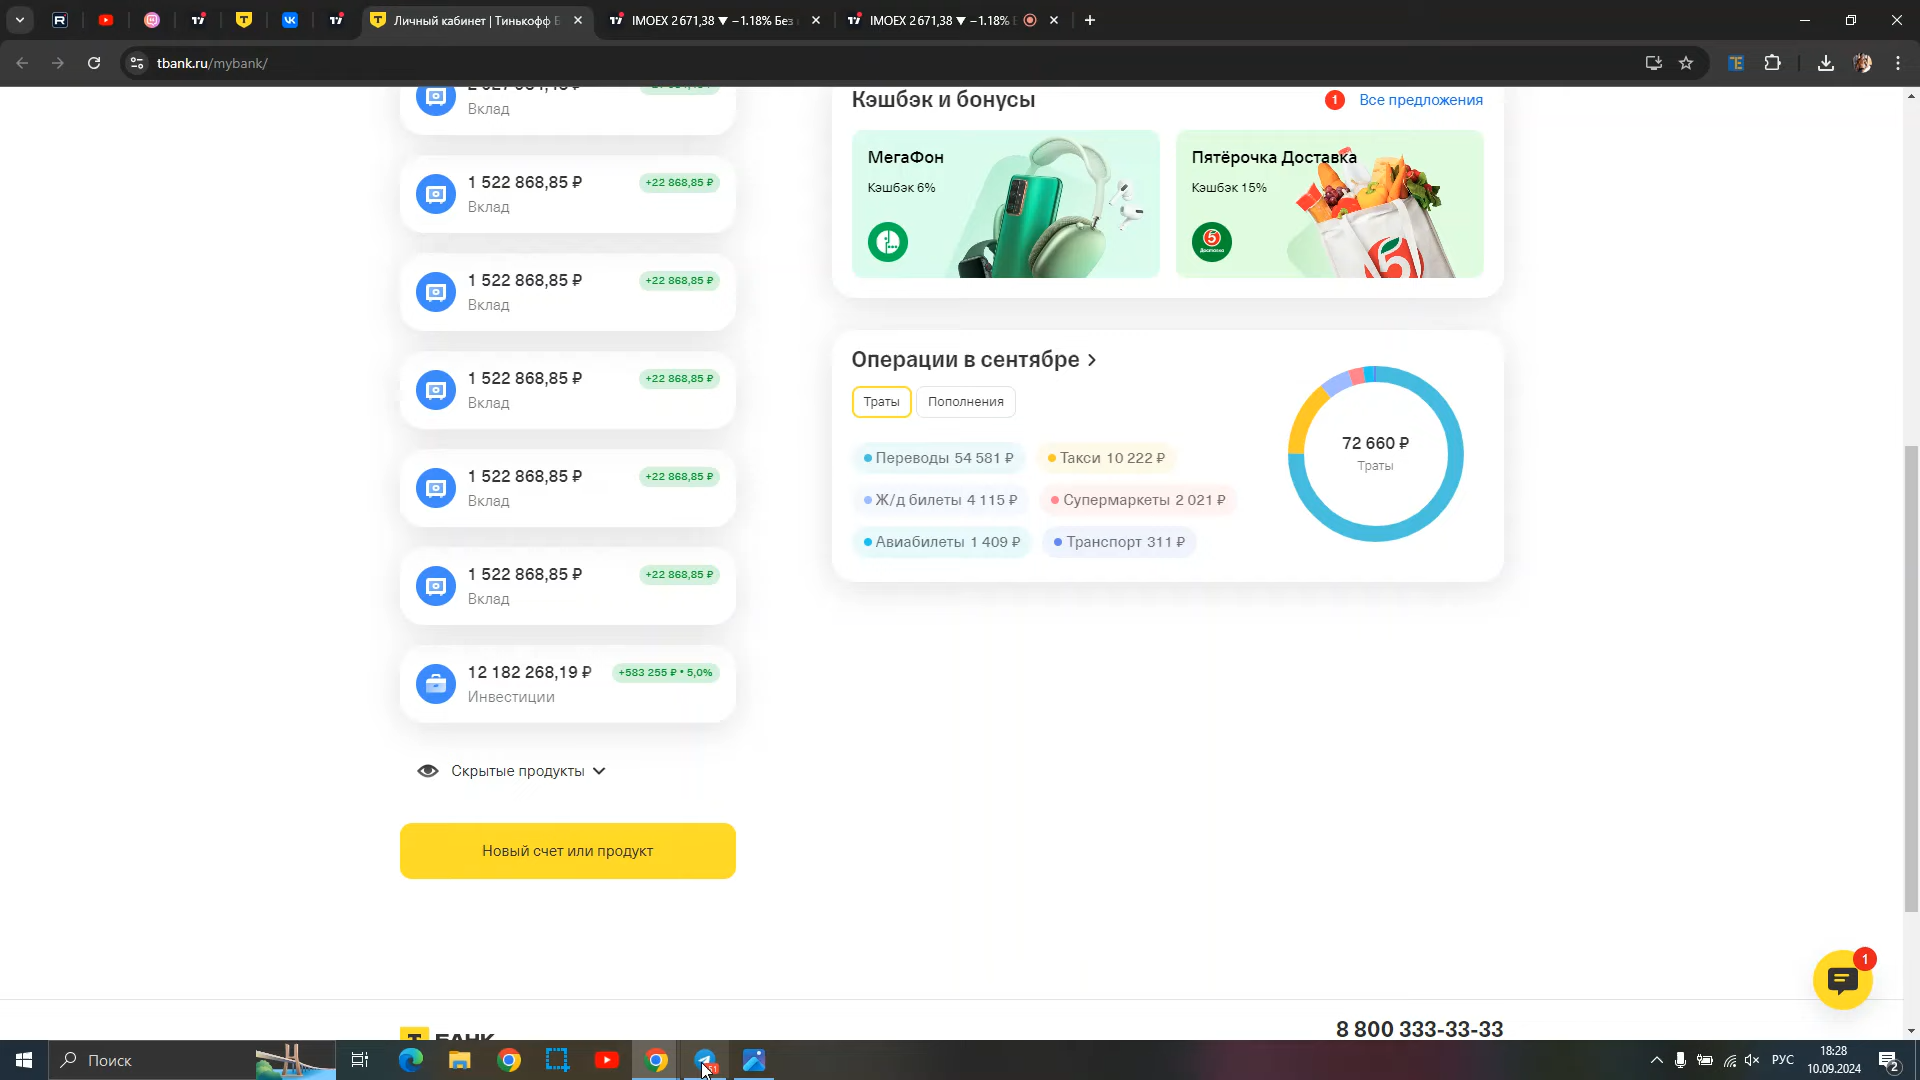 Личный кабинет | Тинькофф Б
IMOEX 2 671,38 ▼ −1.18% Без
IMOEX 2 671,38 ▼ −1.18% Б
tbank.ru/mybank/
Вклад
1 522 868,85 ₽
+22 868,85 ₽
Вклад
1 522 868,85 ₽
+22 868,85 ₽
Вклад
1 522 868,85 ₽
+22 868,85 ₽
Вклад
1 522 868,85 ₽
+22 868,85 ₽
Вклад
1 522 868,85 ₽
+22 868,85 ₽
Вклад
12 182 268,19 ₽
+583 255 ₽ • 5,0%
Инвестиции
Скрытые продукты
Новый счет или продукт
Кэшбэк и бонусы
1
Все предложения
МегаФон
Кэшбэк 6%
Пятёрочка Доставка
Кэшбэк 15%
5
Доставка
5
Операции в сентябре
Траты
Пополнения
Переводы 54 581 ₽
Такси 10 222 ₽
Ж/д билеты 4 115 ₽
Супермаркеты 2 021 ₽
Авиабилеты 1 409 ₽
Транспорт 311 ₽
72 660 ₽
Траты
1
Т БАНК
8 800 333-33-33
Поиск
РУС
18:28
10.09.2024
2